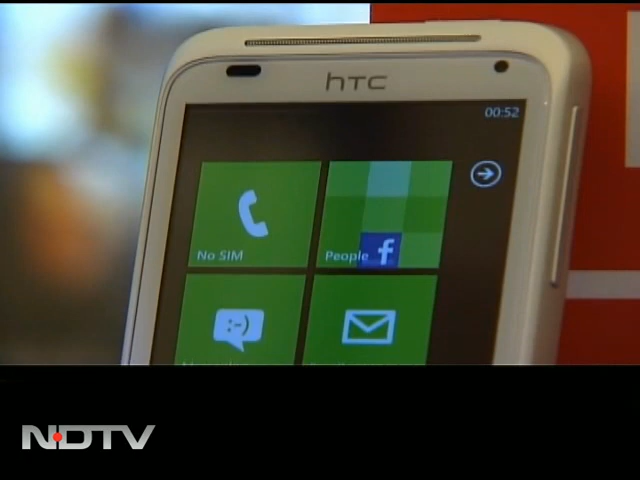 hTC
00:52
No SIM
People f
:-)
NDTV